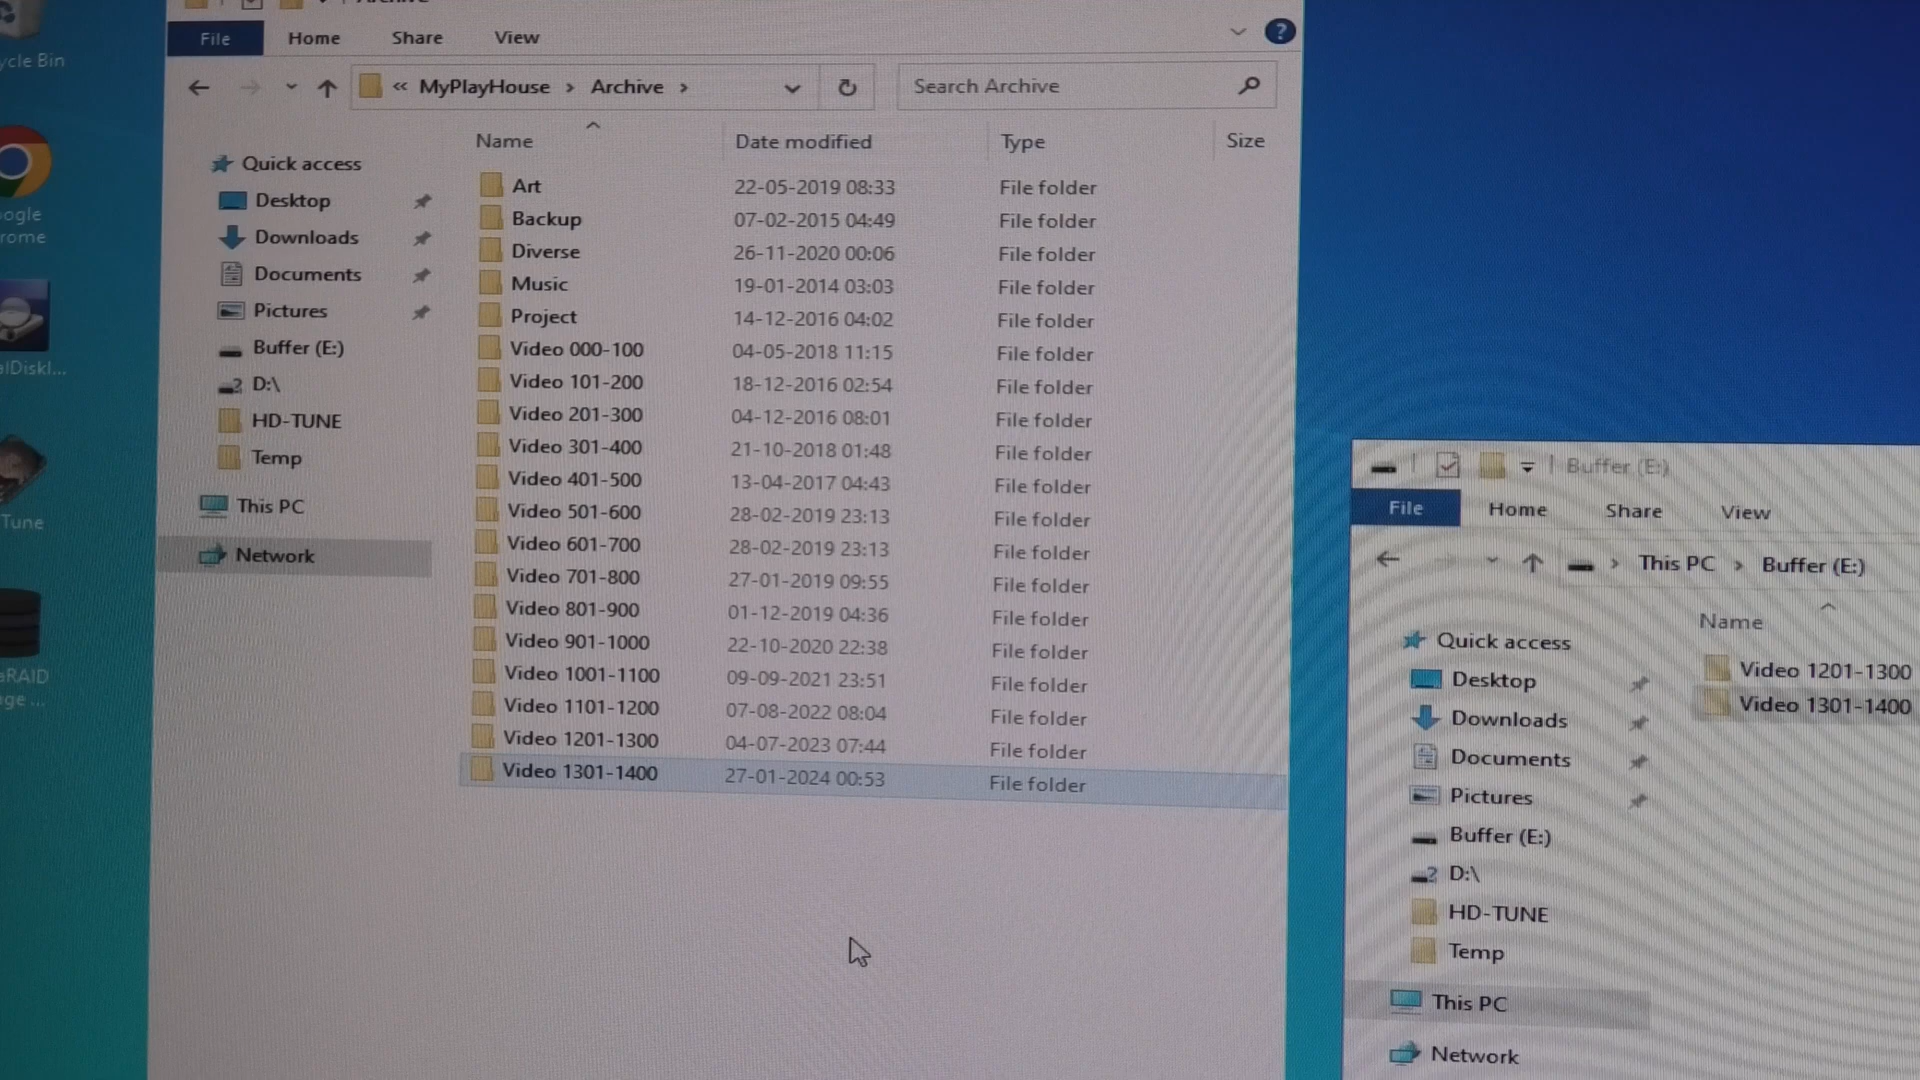 Archive
File Home Share View
MyPlayHouse Archive
Search Archive
Name Date modified Type Size
Quick access
Desktop
Downloads
Documents
Pictures
Buffer (E:)
D:\
HD-TUNE
Temp
This PC
Network
Art 22-05-2019 08:33 File folder
Backup 07-02-2015 04:49 File folder
Diverse 26-11-2020 00:06 File folder
Music 19-01-2014 03:03 File folder
Project 14-12-2016 04:02 File folder
Video 000-100 04-05-2018 11:15 File folder
Video 101-200 18-12-2016 02:54 File folder
Video 201-300 04-12-2016 08:01 File folder
Video 301-400 21-10-2018 01:48 File folder
Video 401-500 13-04-2017 04:43 File folder
Video 501-600 28-02-2019 23:13 File folder
Video 601-700 28-02-2019 23:13 File folder
Video 701-800 27-01-2019 09:55 File folder
Video 801-900 01-12-2019 04:36 File folder
Video 901-1000 22-10-2020 22:38 File folder
Video 1001-1100 09-09-2021 23:51 File folder
Video 1101-1200 07-08-2022 08:04 File folder
Video 1201-1300 04-07-2023 07:44 File folder
Video 1301-1400 27-01-2024 00:53 File folder
ycle Bin
ogle
rome
alDiskI...
Tune
aRAID
ge ...
Buffer (E:)
File Home Share View
This PC Buffer (E:)
Name
Quick access
Desktop
Downloads
Documents
Pictures
Buffer (E:)
D:\
HD-TUNE
Temp
This PC
Network
Video 1201-1300
Video 1301-1400